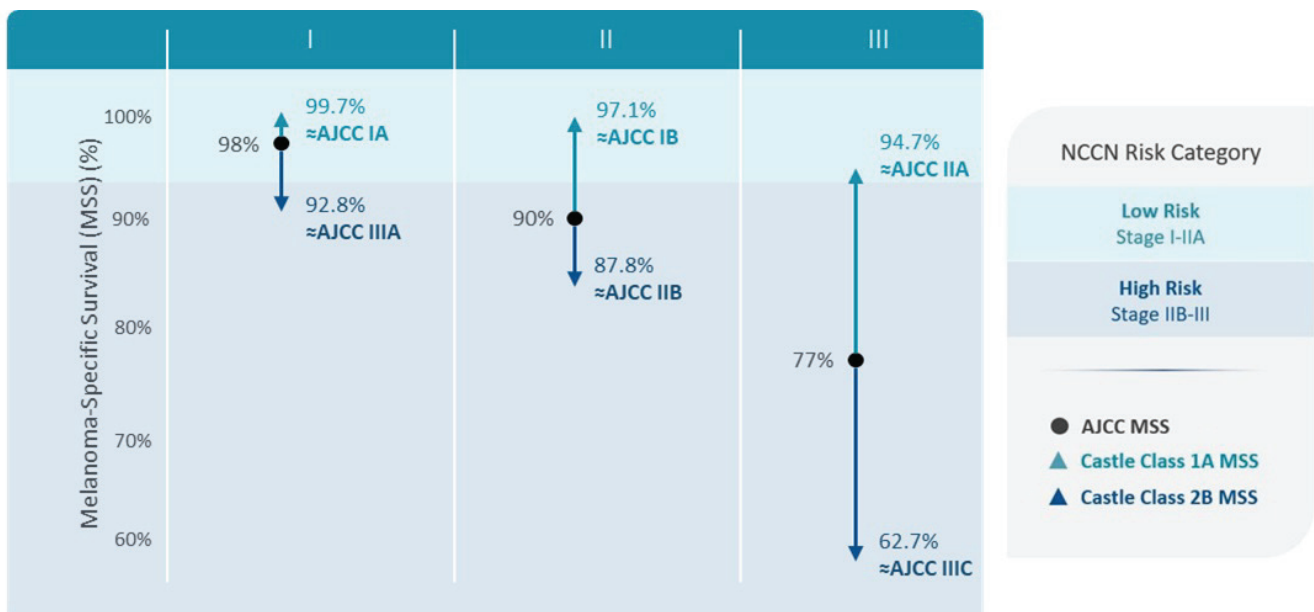 I
II
III
Melanoma-Specific Survival (MSS) (%)
100%
90%
80%
70%
60%
98%
99.7%
≈AJCC IA
92.8%
≈AJCC IIIA
90%
97.1%
≈AJCC IB
87.8%
≈AJCC IIB
77%
94.7%
≈AJCC IIA
62.7%
≈AJCC IIIC
NCCN Risk Category
Low Risk
Stage I-IIA
High Risk
Stage IIB-III
AJCC MSS
Castle Class 1A MSS
Castle Class 2B MSS